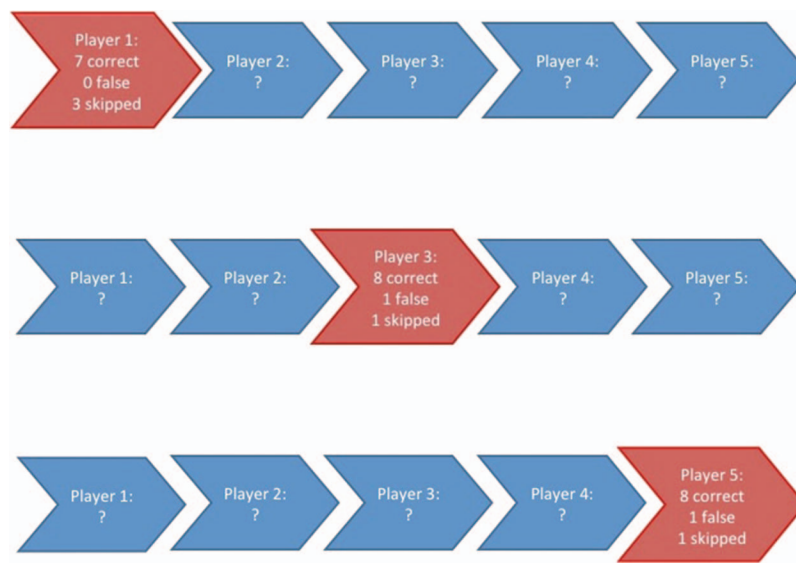 Player 1:
7 correct
0 false
3 skipped
Player 2:
?
Player 3:
?
Player 4:
?
Player 5:
?
Player 1:
?
Player 2:
?
Player 3:
8 correct
1 false
1 skipped
Player 4:
?
Player 5:
?
Player 1:
?
Player 2:
?
Player 3:
?
Player 4:
?
Player 5:
8 correct
1 false
1 skipped